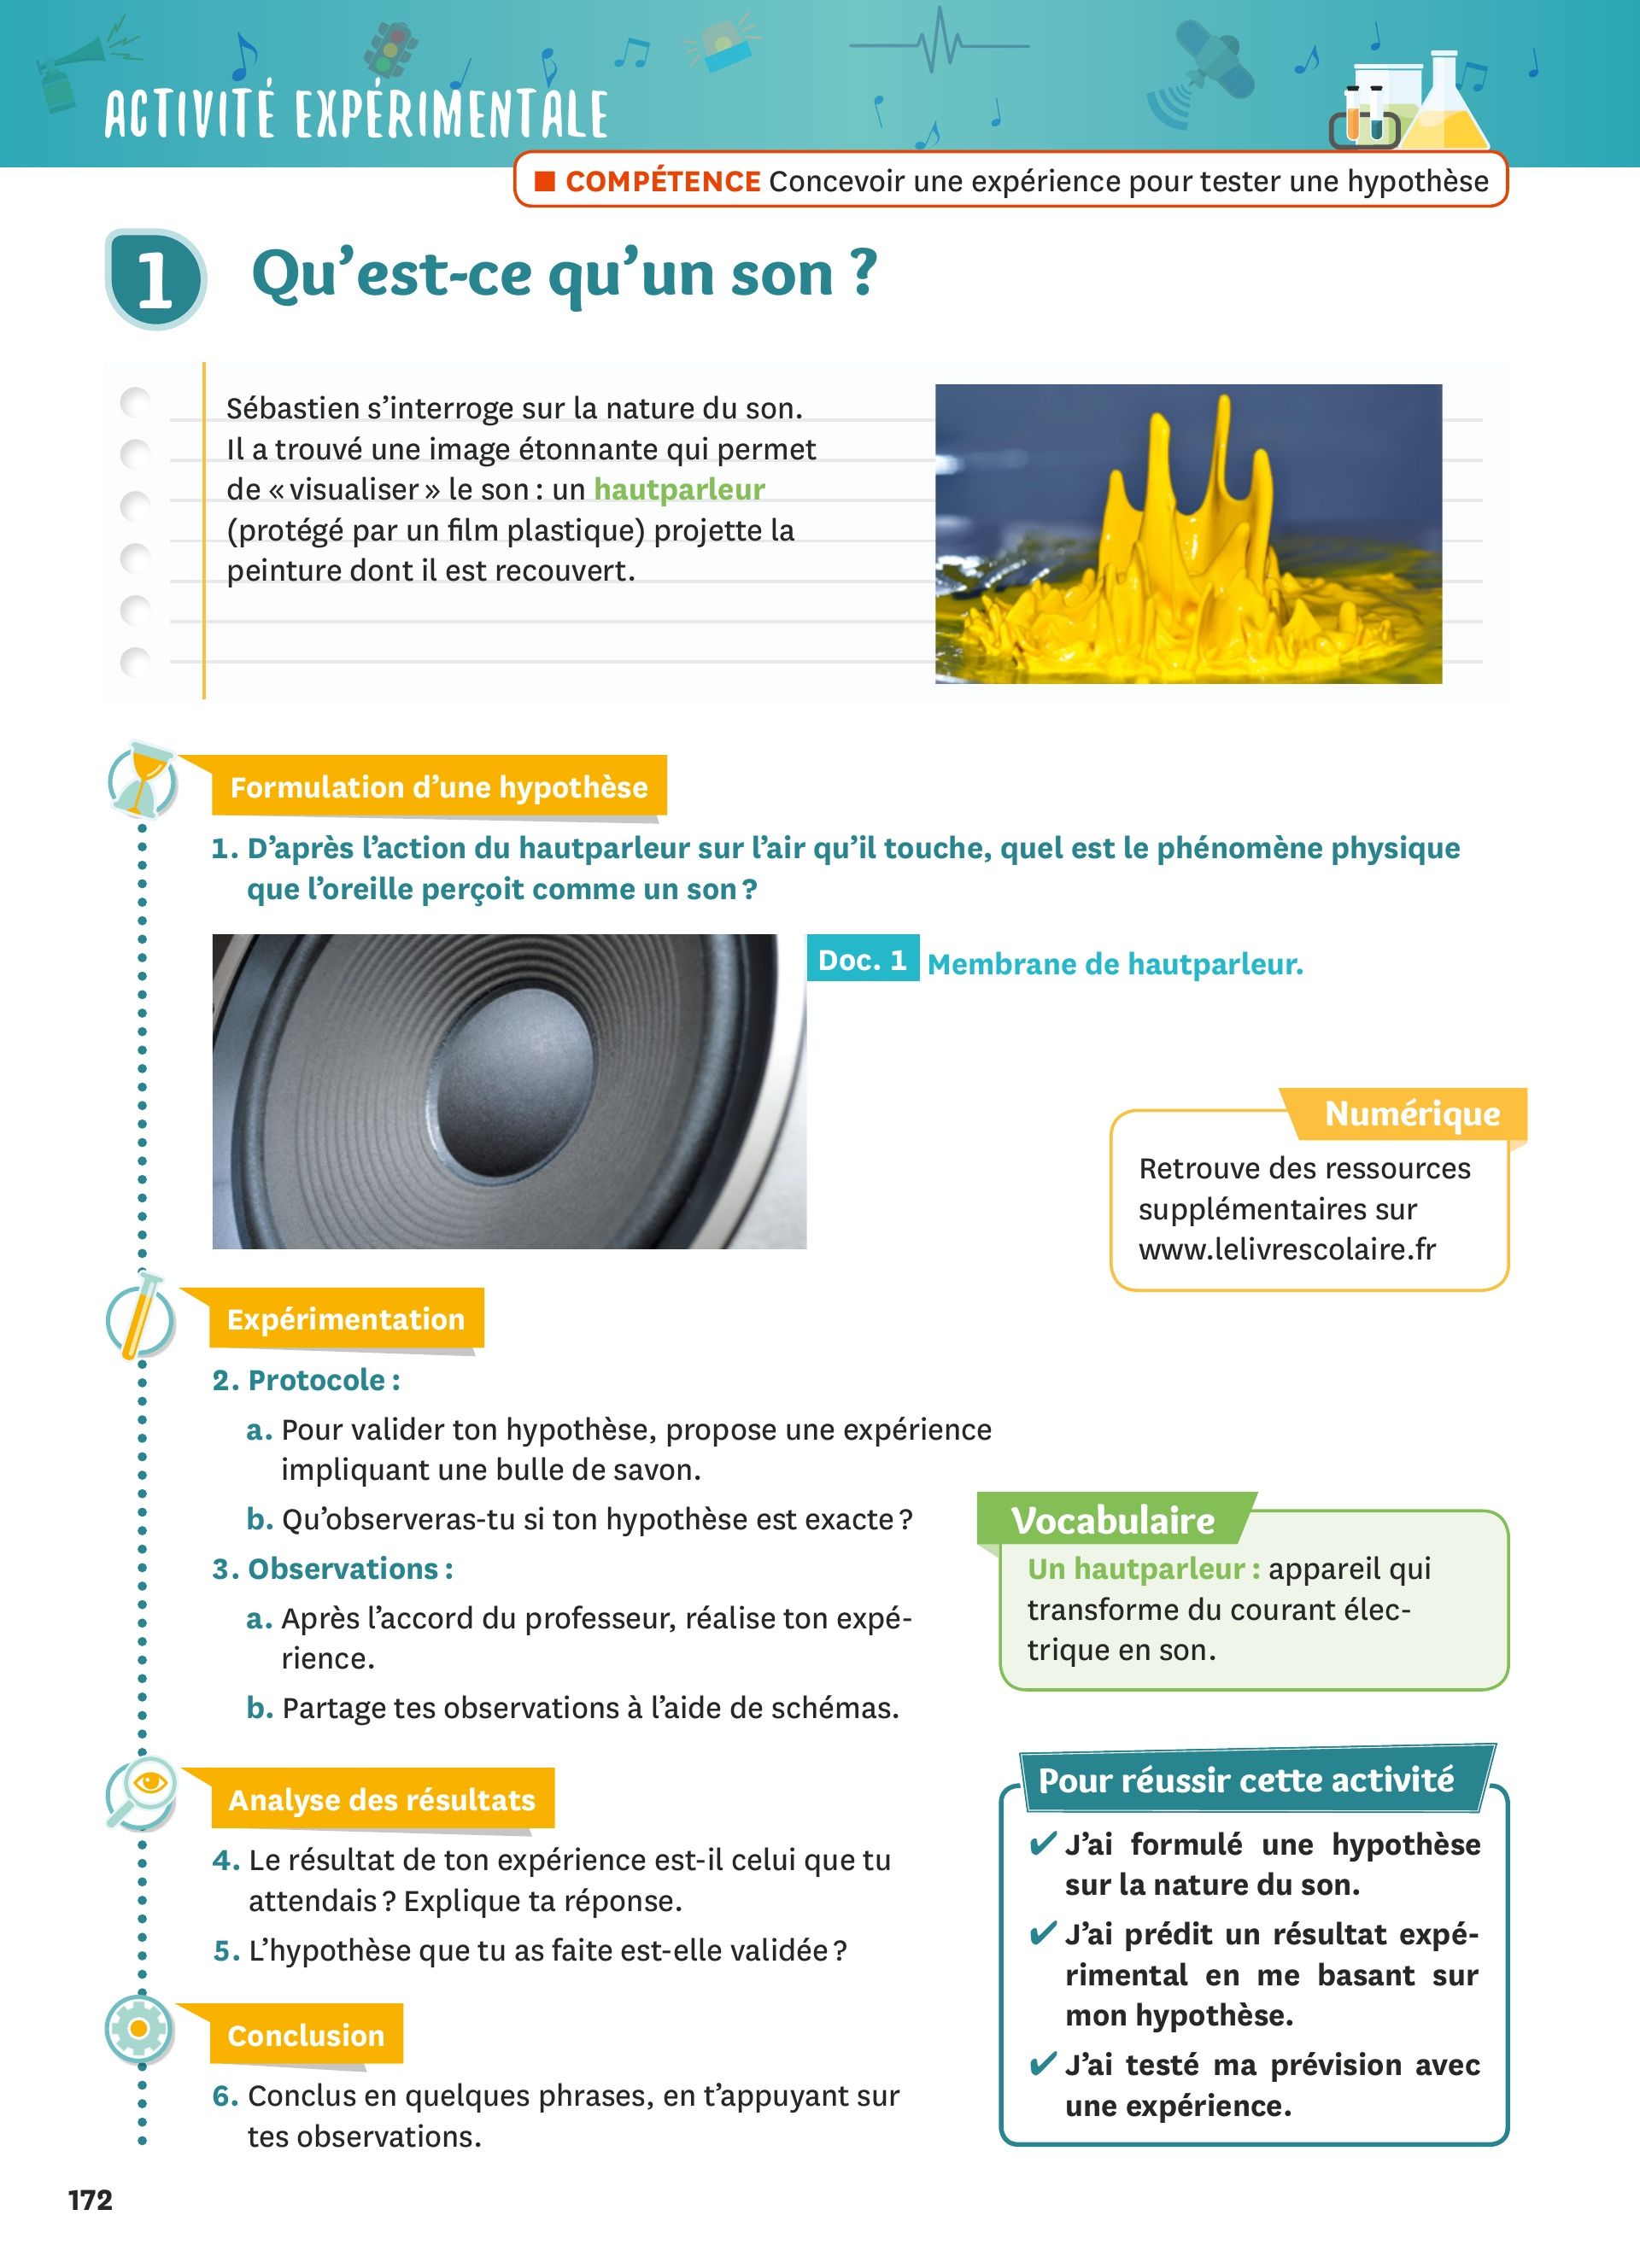 ACTIVITÉ EXPÉRIMENTALE
■ COMPÉTENCE Concevoir une expérience pour tester une hypothèse
1 Qu’est-ce qu’un son ?
Sébastien s’interroge sur la nature du son.
Il a trouvé une image étonnante qui permet
de « visualiser » le son : un hautparleur
(protégé par un film plastique) projette la
peinture dont il est recouvert.
Formulation d’une hypothèse
1. D’après l’action du hautparleur sur l’air qu’il touche, quel est le phénomène physique
que l’oreille perçoit comme un son ?
Doc. 1 Membrane de hautparleur.
Numérique
Retrouve des ressources
supplémentaires sur
www.lelivrescolaire.fr
Expérimentation
2. Protocole :
a. Pour valider ton hypothèse, propose une expérience
impliquant une bulle de savon.
b. Qu’observeras-tu si ton hypothèse est exacte ?
3. Observations :
a. Après l’accord du professeur, réalise ton expé-
rience.
b. Partage tes observations à l’aide de schémas.
Vocabulaire
Un hautparleur : appareil qui
transforme du courant élec-
trique en son.
Analyse des résultats
4. Le résultat de ton expérience est-il celui que tu
attendais ? Explique ta réponse.
5. L’hypothèse que tu as faite est-elle validée ?
Conclusion
6. Conclus en quelques phrases, en t’appuyant sur
tes observations.
Pour réussir cette activité
✔ J’ai formulé une hypothèse
sur la nature du son.
✔ J’ai prédit un résultat expé-
rimental en me basant sur
mon hypothèse.
✔ J’ai testé ma prévision avec
une expérience.
172